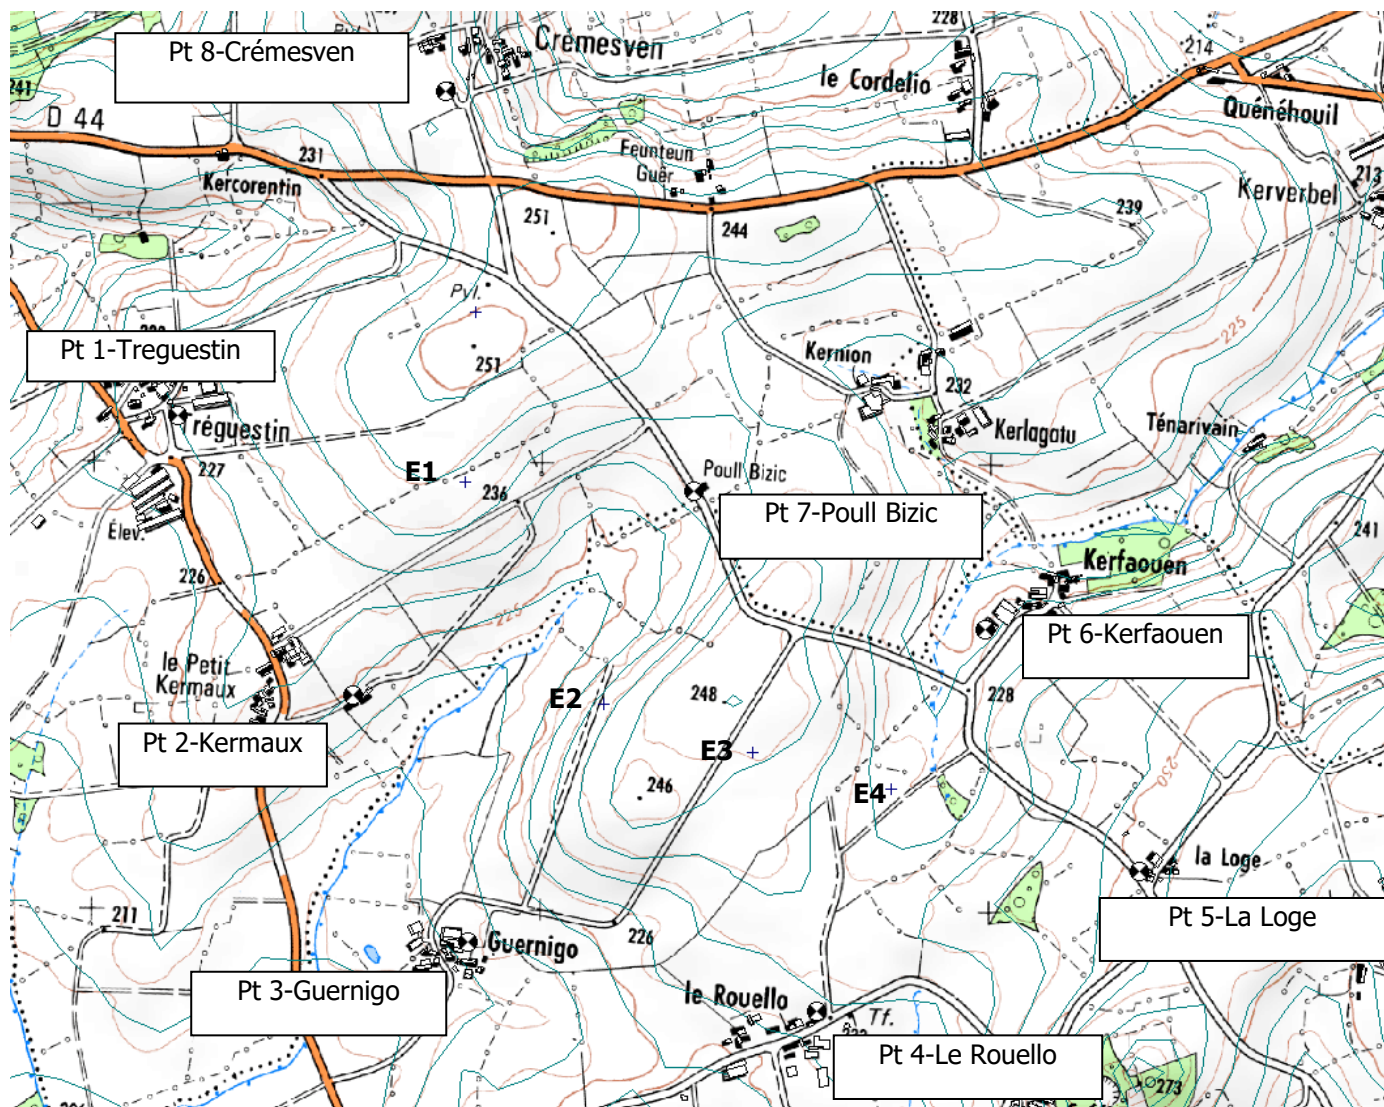 Pt 8-Crémesven
Crémesven
228
214
le Cordelio
Quénéhouil
241
D 44
231
Feunteun
Guër
Kercorentin
213
Kerverbel
251
244
239
Pyl.
225
Pt 1-Treguestin
251
Kernion
232
Tréguestin
Kerlagatu
Ténarivain
227
E1
236
Poull Bizic
Pt 7-Poull Bizic
Élev.
241
226
Kerfaouen
225
Pt 6-Kerfaouen
le Petit
Kermaux
E2
248
228
Pt 2-Kermaux
E3
250
246
E4
la Loge
211
Pt 5-La Loge
226
Guernigo
Pt 3-Guernigo
le Rouello
Tf.
Pt 4-Le Rouello
273